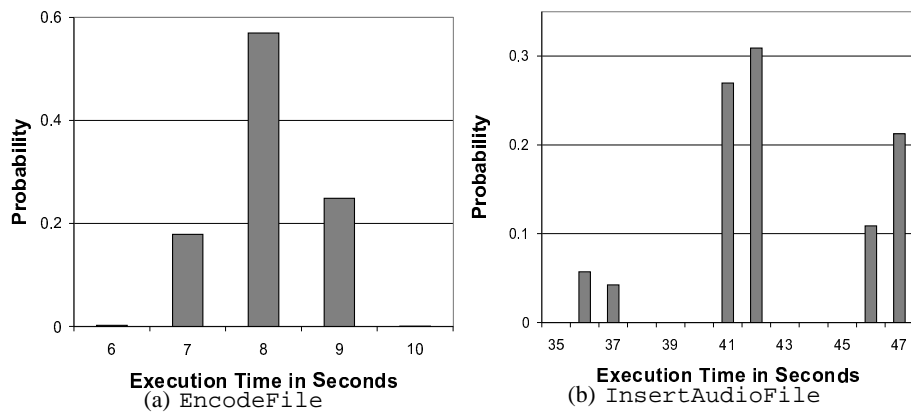 0.6
0.4
0.2
0
Probability
6 7 8 9 10
Execution Time in Seconds
(a) EncodeFile
0.3
0.2
0.1
0
Probability
35 37 39 41 43 45 47
Execution Time in Seconds
(b) InsertAudioFile